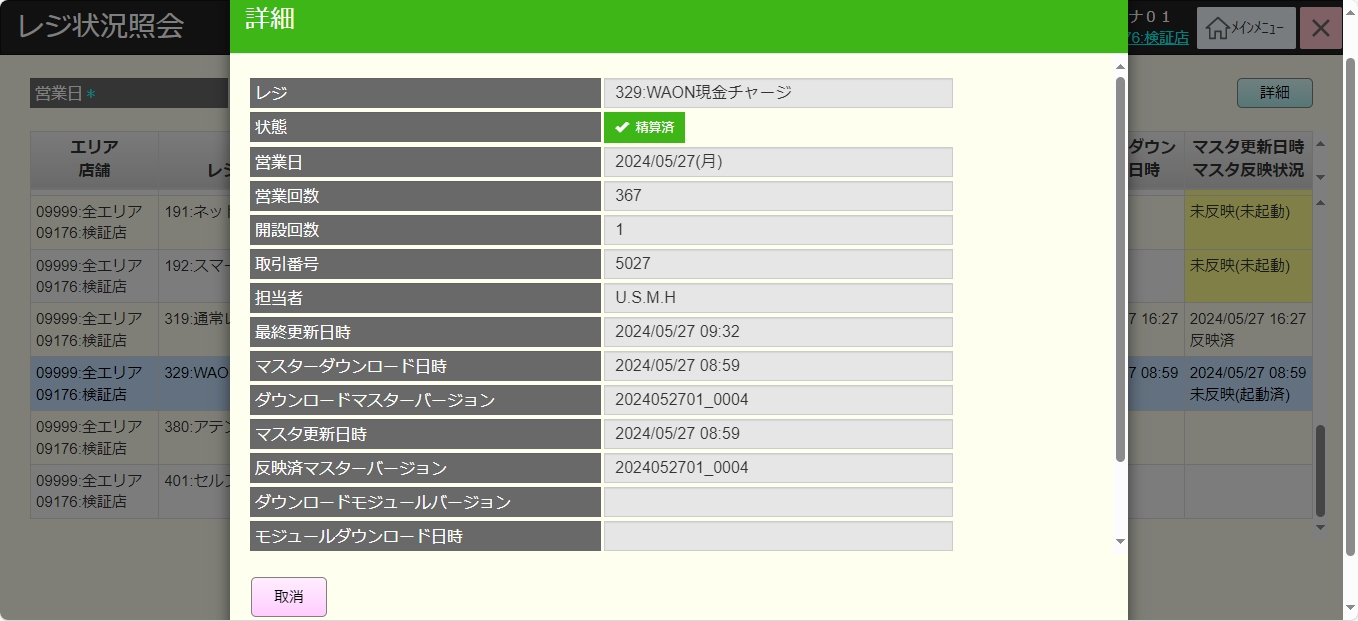 レジ状況照会
詳細
ナ０１
76:検証店
メインメニュー
営業日*
詳細
エリア
店舗
レジ
ダウン
日時
マスタ更新日時
マスタ反映状況
09999:全エリア
09176:検証店
191:ネット
未反映(未起動)
09999:全エリア
09176:検証店
192:スマー
未反映(未起動)
09999:全エリア
09176:検証店
319:通常レ
7 16:27
2024/05/27 16:27
反映済
09999:全エリア
09176:検証店
329:WAO
7 08:59
2024/05/27 08:59
未反映(起動済)
09999:全エリア
09176:検証店
380:アテン
09999:全エリア
09176:検証店
401:セルフ
レジ 329:WAON現金チャージ
状態 精算済
営業日 2024/05/27(月)
営業回数 367
開設回数 1
取引番号 5027
担当者 U.S.M.H
最終更新日時 2024/05/27 09:32
マスターダウンロード日時 2024/05/27 08:59
ダウンロードマスターバージョン 2024052701_0004
マスタ更新日時 2024/05/27 08:59
反映済マスターバージョン 2024052701_0004
ダウンロードモジュールバージョン
モジュールダウンロード日時
取消